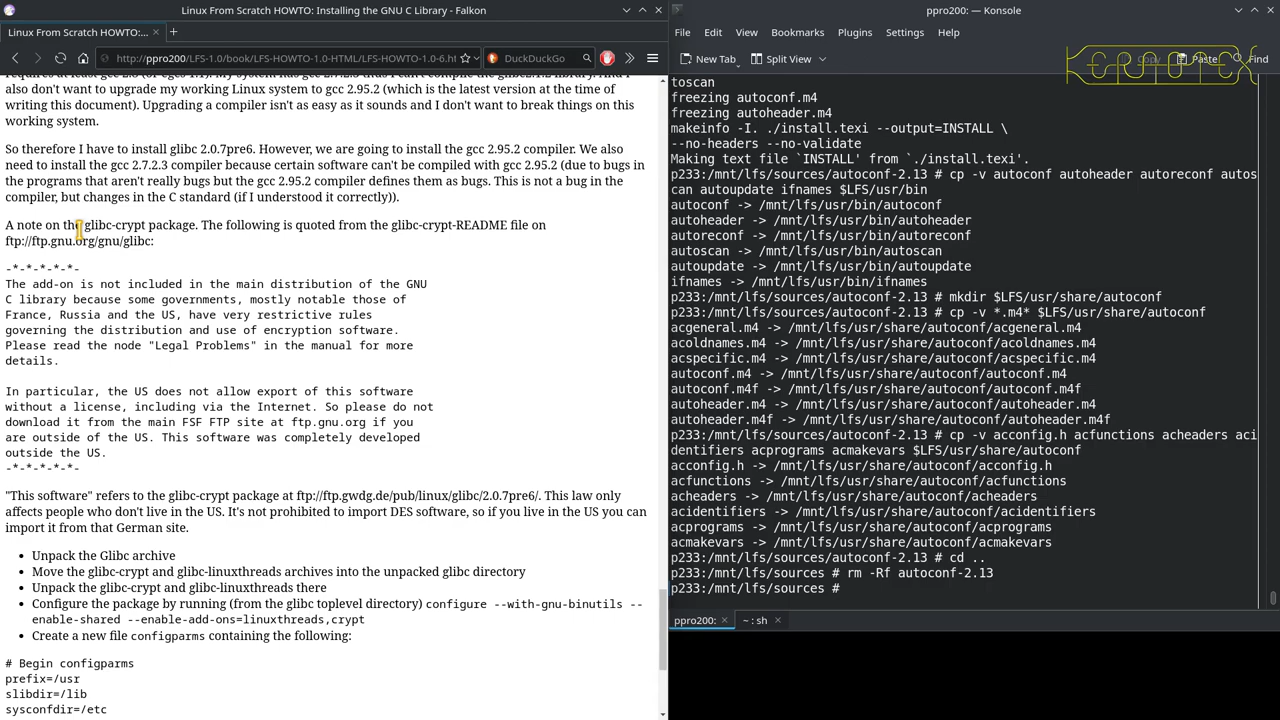 Linux From Scratch HOWTO: Installing the GNU C Library - Falkon
Linux From Scratch HOWTO:...
http://ppro200/LFS-1.0/book/LFS-HOWTO-1.0-HTML/LFS-HOWTO-1.0-6.ht
DuckDuckGo
also don't want to upgrade my working Linux system to gcc 2.95.2 (which is the latest version at the time of
writing this document). Upgrading a compiler isn't as easy as it sounds and I don't want to break things on this
working system.
So therefore I have to install glibc 2.0.7pre6. However, we are going to install the gcc 2.95.2 compiler. We also
need to install the gcc 2.7.2.3 compiler because certain software can't be compiled with gcc 2.95.2 (due to bugs in
the programs that aren't really bugs but the gcc 2.95.2 compiler defines them as bugs. This is not a bug in the
compiler, but changes in the C standard (if I understood it correctly)).
A note on the glibc-crypt package. The following is quoted from the glibc-crypt-README file on
ftp://ftp.gnu.org/gnu/glibc:
-*-*-*-*-*-
The add-on is not included in the main distribution of the GNU
C library because some governments, mostly notable those of
France, Russia and the US, have very restrictive rules
governing the distribution and use of encryption software.
Please read the node "Legal Problems" in the manual for more
details.
In particular, the US does not allow export of this software
without a license, including via the Internet. So please do not
download it from the main FSF FTP site at ftp.gnu.org if you
are outside of the US. This software was completely developed
outside the US.
-*-*-*-*-*-
"This software" refers to the glibc-crypt package at ftp://ftp.gwdg.de/pub/linux/glibc/2.0.7pre6/. This law only
affects people who don't live in the US. It's not prohibited to import DES software, so if you live in the US you can
import it from that German site.
• Unpack the Glibc archive
• Move the glibc-crypt and glibc-linuxthreads archives into the unpacked glibc directory
• Unpack the glibc-crypt and glibc-linuxthreads there
• Configure the package by running (from the glibc toplevel directory) configure --with-gnu-binutils --
enable-shared --enable-add-ons=linuxthreads,crypt
• Create a new file configparms containing the following:
# Begin configparms
prefix=/usr
slibdir=/lib
sysconfdir=/etc
ppro200: — Konsole
File Edit View Bookmarks Plugins Settings Help
New Tab Split View Copy Paste Find
toscan
freezing autoconf.m4
freezing autoheader.m4
makeinfo -I. ./install.texi --output=INSTALL \
--no-headers --no-validate
Making text file `INSTALL' from `./install.texi'.
p233:/mnt/lfs/sources/autoconf-2.13 # cp -v autoconf autoheader autoreconf autos
can autoupdate ifnames $LFS/usr/bin
autoconf -> /mnt/lfs/usr/bin/autoconf
autoheader -> /mnt/lfs/usr/bin/autoheader
autoreconf -> /mnt/lfs/usr/bin/autoreconf
autoscan -> /mnt/lfs/usr/bin/autoscan
autoupdate -> /mnt/lfs/usr/bin/autoupdate
ifnames -> /mnt/lfs/usr/bin/ifnames
p233:/mnt/lfs/sources/autoconf-2.13 # mkdir $LFS/usr/share/autoconf
p233:/mnt/lfs/sources/autoconf-2.13 # cp -v *.m4* $LFS/usr/share/autoconf
acgeneral.m4 -> /mnt/lfs/usr/share/autoconf/acgeneral.m4
acoldnames.m4 -> /mnt/lfs/usr/share/autoconf/acoldnames.m4
acspecific.m4 -> /mnt/lfs/usr/share/autoconf/acspecific.m4
autoconf.m4 -> /mnt/lfs/usr/share/autoconf/autoconf.m4
autoconf.m4f -> /mnt/lfs/usr/share/autoconf/autoconf.m4f
autoheader.m4 -> /mnt/lfs/usr/share/autoconf/autoheader.m4
autoheader.m4f -> /mnt/lfs/usr/share/autoconf/autoheader.m4f
p233:/mnt/lfs/sources/autoconf-2.13 # cp -v acconfig.h acfunctions acheaders aci
dentifiers acprograms acmakevars $LFS/usr/share/autoconf
acconfig.h -> /mnt/lfs/usr/share/autoconf/acconfig.h
acfunctions -> /mnt/lfs/usr/share/autoconf/acfunctions
acheaders -> /mnt/lfs/usr/share/autoconf/acheaders
acidentifiers -> /mnt/lfs/usr/share/autoconf/acidentifiers
acprograms -> /mnt/lfs/usr/share/autoconf/acprograms
acmakevars -> /mnt/lfs/usr/share/autoconf/acmakevars
p233:/mnt/lfs/sources/autoconf-2.13 # cd ..
p233:/mnt/lfs/sources # rm -Rf autoconf-2.13
p233:/mnt/lfs/sources #
ppro200: ~ : sh